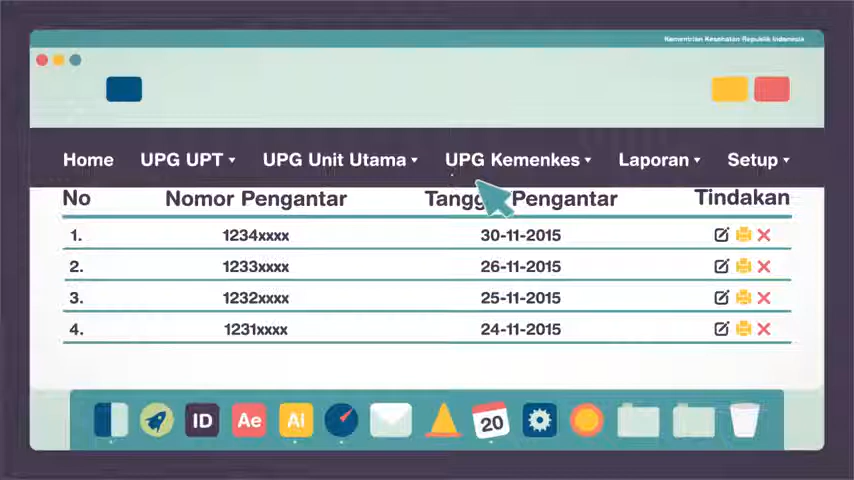 Kementrian Kesehatan Republik Indonesia
Home UPG UPT UPG Unit Utama UPG Kemenkes Laporan Setup
No Nomor Pengantar Pengantar Tindakan
1. 1234xxxx 30-11-2015
2. 1233xxxx 26-11-2015
3. 1232xxxx 25-11-2015
4. 1231xxxx 24-11-2015
ID Ae Ai 20